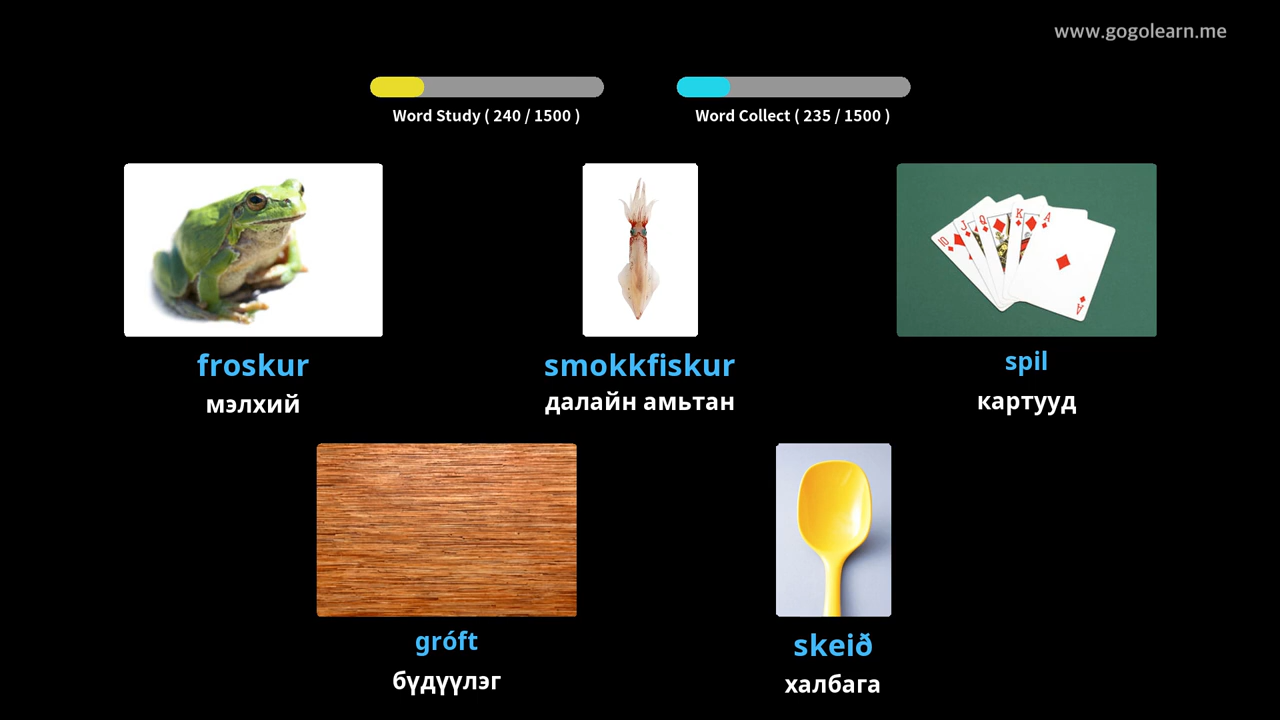 www.gogolearn.me
Word Study ( 240 / 1500 )
Word Collect ( 235 / 1500 )
10 J Q K A
A
froskur
smokkfiskur
spil
мэлхий
далайн амьтан
картууд
gróft
skeið
бүдүүлэг
халбага